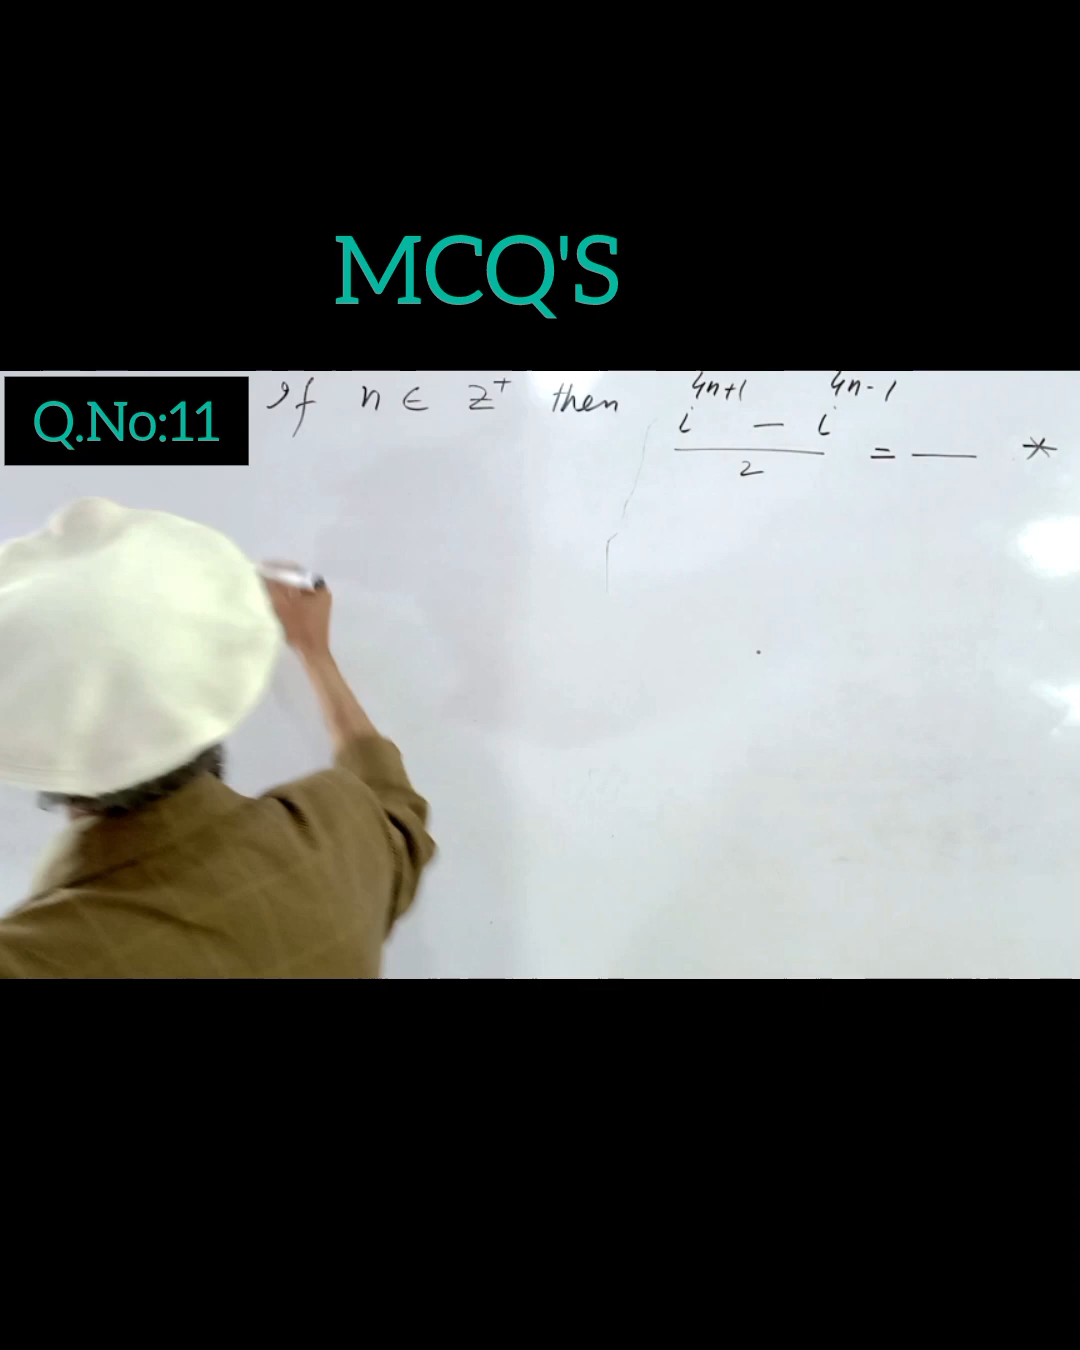 MCQ'S
Q.No:11
If n ∈ Z⁺ then (i^(4n+1) − i^(4n-1))/2 = ___ *